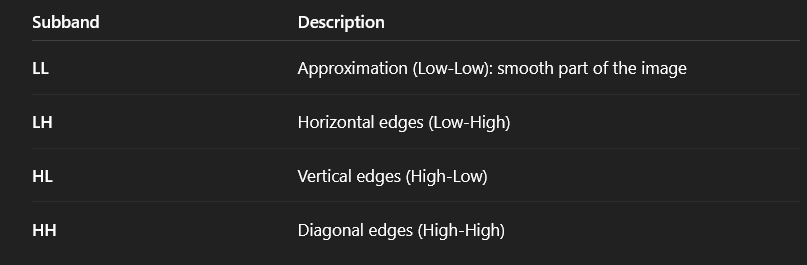 Subband Description
LL Approximation (Low-Low): smooth part of the image
LH Horizontal edges (Low-High)
HL Vertical edges (High-Low)
HH Diagonal edges (High-High)